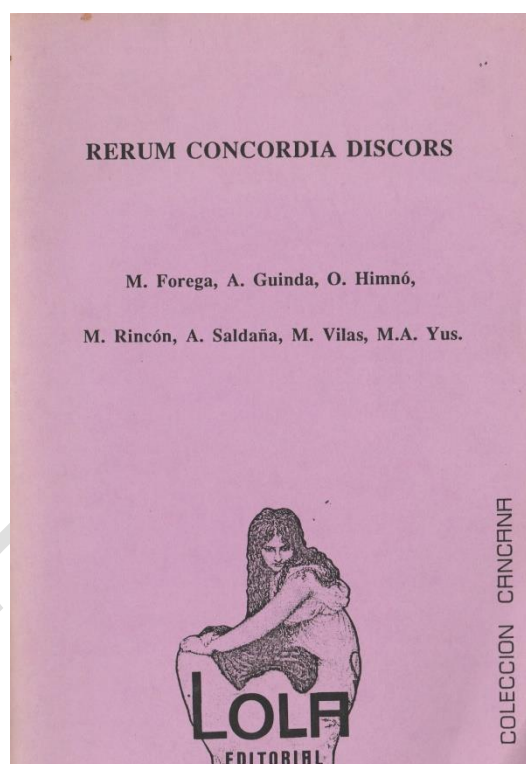 RERUM CONCORDIA DISCORS
M. Forega, A. Guinda, O. Himnó,
M. Rincón, A. Saldaña, M. Vilas, M.A. Yus.
COLECCION CANCANA
LOLA
EDITORIAL